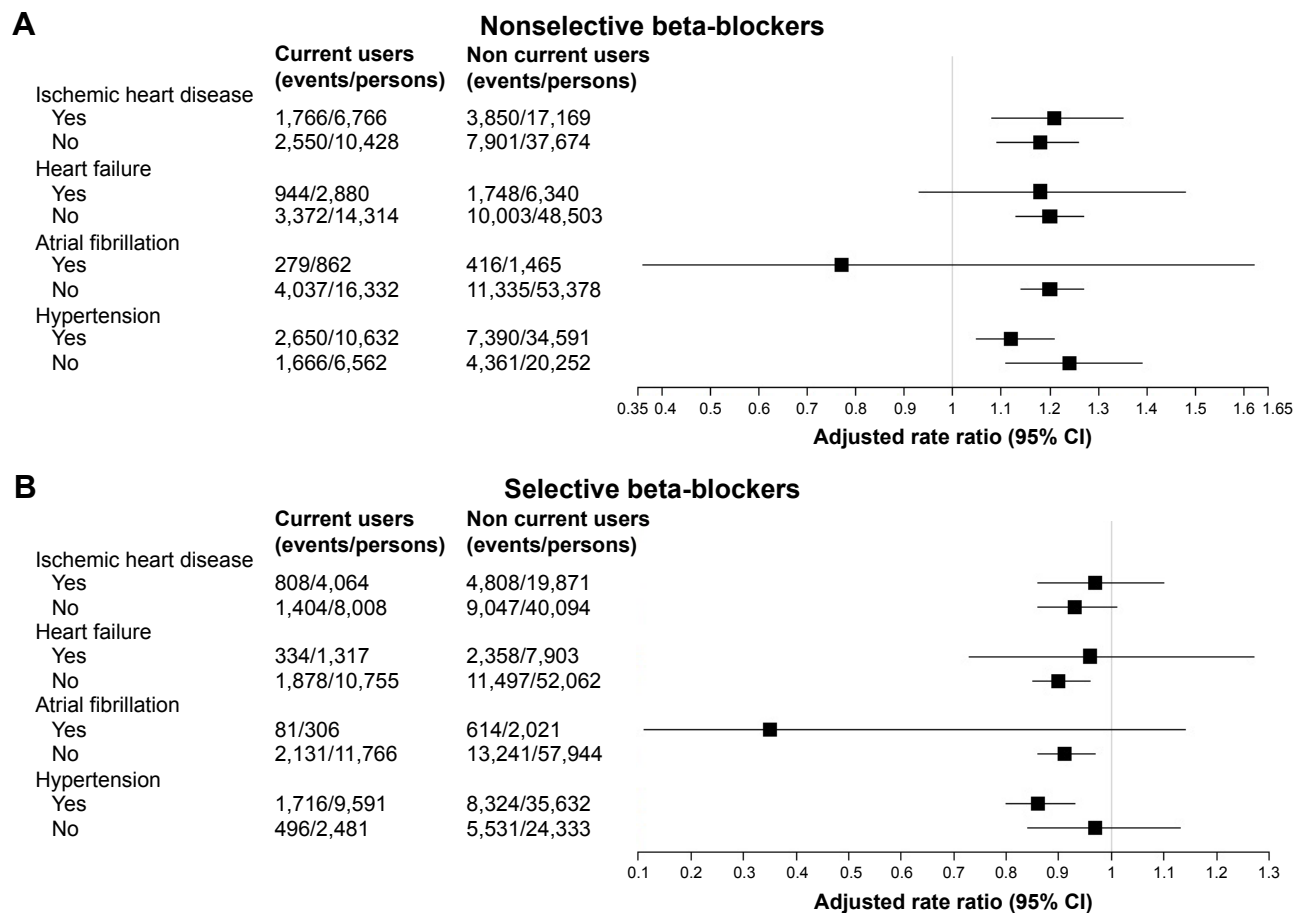 A
Nonselective beta-blockers
Current users Non current users
(events/persons) (events/persons)
Ischemic heart disease
Yes 1,766/6,766 3,850/17,169
No 2,550/10,428 7,901/37,674
Heart failure
Yes 944/2,880 1,748/6,340
No 3,372/14,314 10,003/48,503
Atrial fibrillation
Yes 279/862 416/1,465
No 4,037/16,332 11,335/53,378
Hypertension
Yes 2,650/10,632 7,390/34,591
No 1,666/6,562 4,361/20,252
0.35 0.4 0.5 0.6 0.7 0.8 0.9 1 1.1 1.2 1.3 1.4 1.5 1.6 1.65
Adjusted rate ratio (95% CI)
B
Selective beta-blockers
Current users Non current users
(events/persons) (events/persons)
Ischemic heart disease
Yes 808/4,064 4,808/19,871
No 1,404/8,008 9,047/40,094
Heart failure
Yes 334/1,317 2,358/7,903
No 1,878/10,755 11,497/52,062
Atrial fibrillation
Yes 81/306 614/2,021
No 2,131/11,766 13,241/57,944
Hypertension
Yes 1,716/9,591 8,324/35,632
No 496/2,481 5,531/24,333
0.1 0.2 0.3 0.4 0.5 0.6 0.7 0.8 0.9 1 1.1 1.2 1.3
Adjusted rate ratio (95% CI)